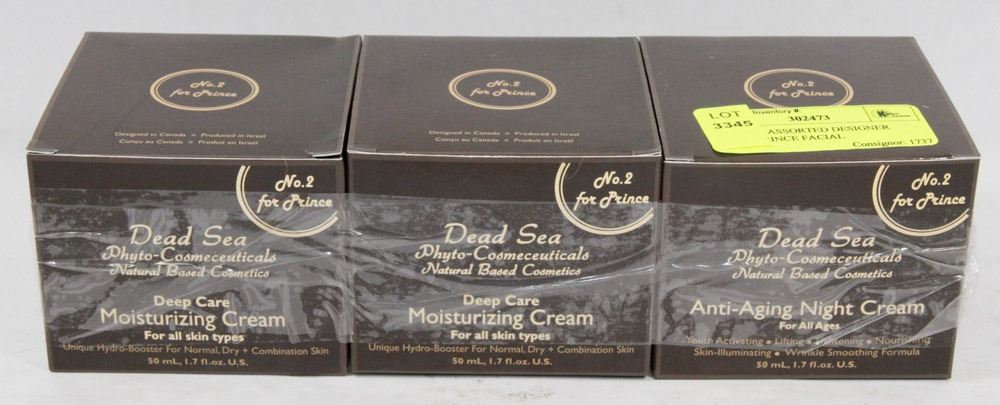 No.2
for Prince
Designed in Canada • Produced in Israel
Conçu au Canada • Produit en Israel
No.2
for Prince
Dead Sea
Phyto-Cosmeceuticals
Natural Based Cosmetics
Deep Care
Moisturizing Cream
For all skin types
Unique Hydro-Booster For Normal, Dry + Combination Skin
50 mL, 1.7 fl.oz. U.S.
No.2
for Prince
Designed in Canada • Produced in Israel
Conçu au Canada • Produit en Israel
No.2
for Prince
Dead Sea
Phyto-Cosmeceuticals
Natural Based Cosmetics
Deep Care
Moisturizing Cream
For all skin types
Unique Hydro-Booster For Normal, Dry + Combination Skin
50 mL, 1.7 fl.oz. U.S.
No.2
for Prince
LOT Inventory #:
3345 302473
ASSORTED DESIGNER
INCE FACIAL
Consignor: 1737
No.2
for Prince
Dead Sea
Phyto-Cosmeceuticals
Natural Based Cosmetics
Anti-Aging Night Cream
For All Ages
Youth Activating • Lifting • Lightening • Nourishing
Skin-Illuminating • Wrinkle Smoothing Formula
50 mL, 1.7 fl.oz. U.S.